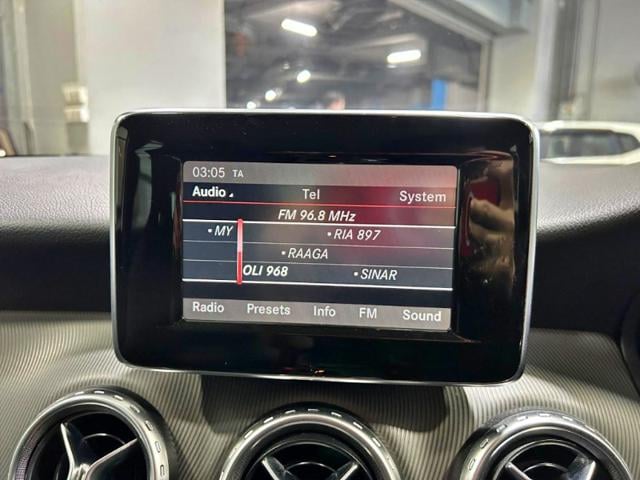 03:05 TA
Audio Tel System
FM 96.8 MHz
•MY •RIA 897
•RAAGA
OLI 968 •SINAR
Radio Presets Info FM Sound